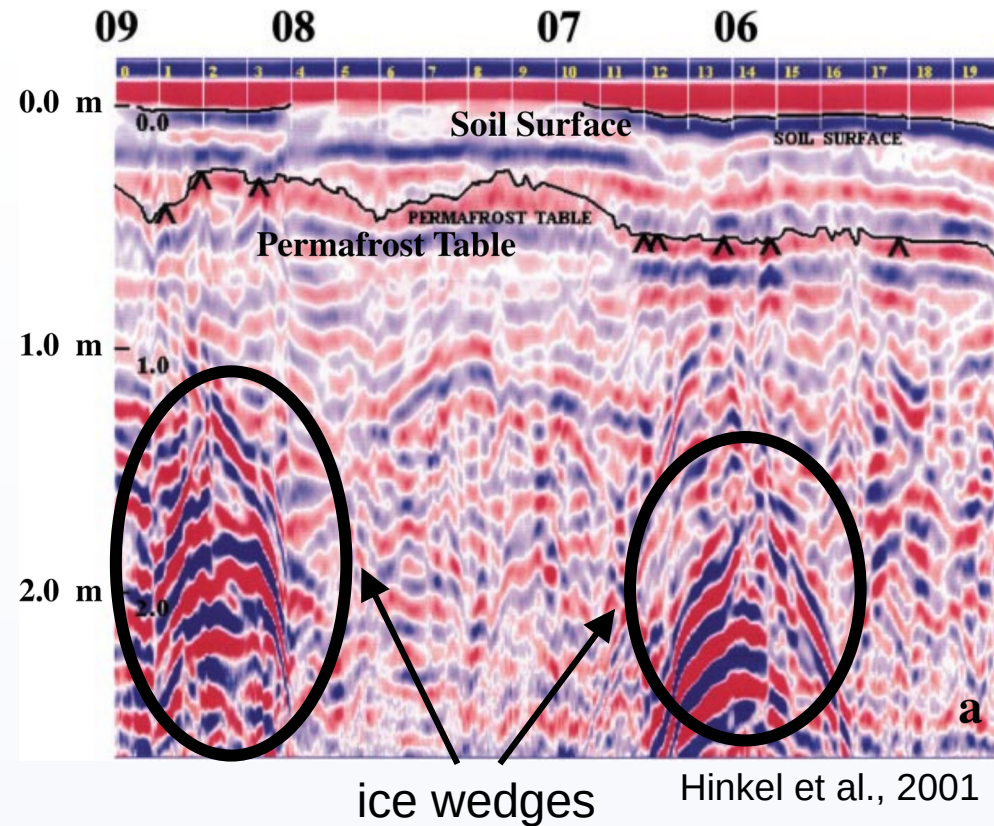 09 08 07 06
0 1 2 3 4 5 6 7 8 9 10 11 12 13 14 15 16 17 18 19
0.0 m
0.0
Soil Surface
SOIL SURFACE
PERMAFROST TABLE
Permafrost Table
1.0 m
1.0
2.0 m
2.0
a
ice wedges
Hinkel et al., 2001